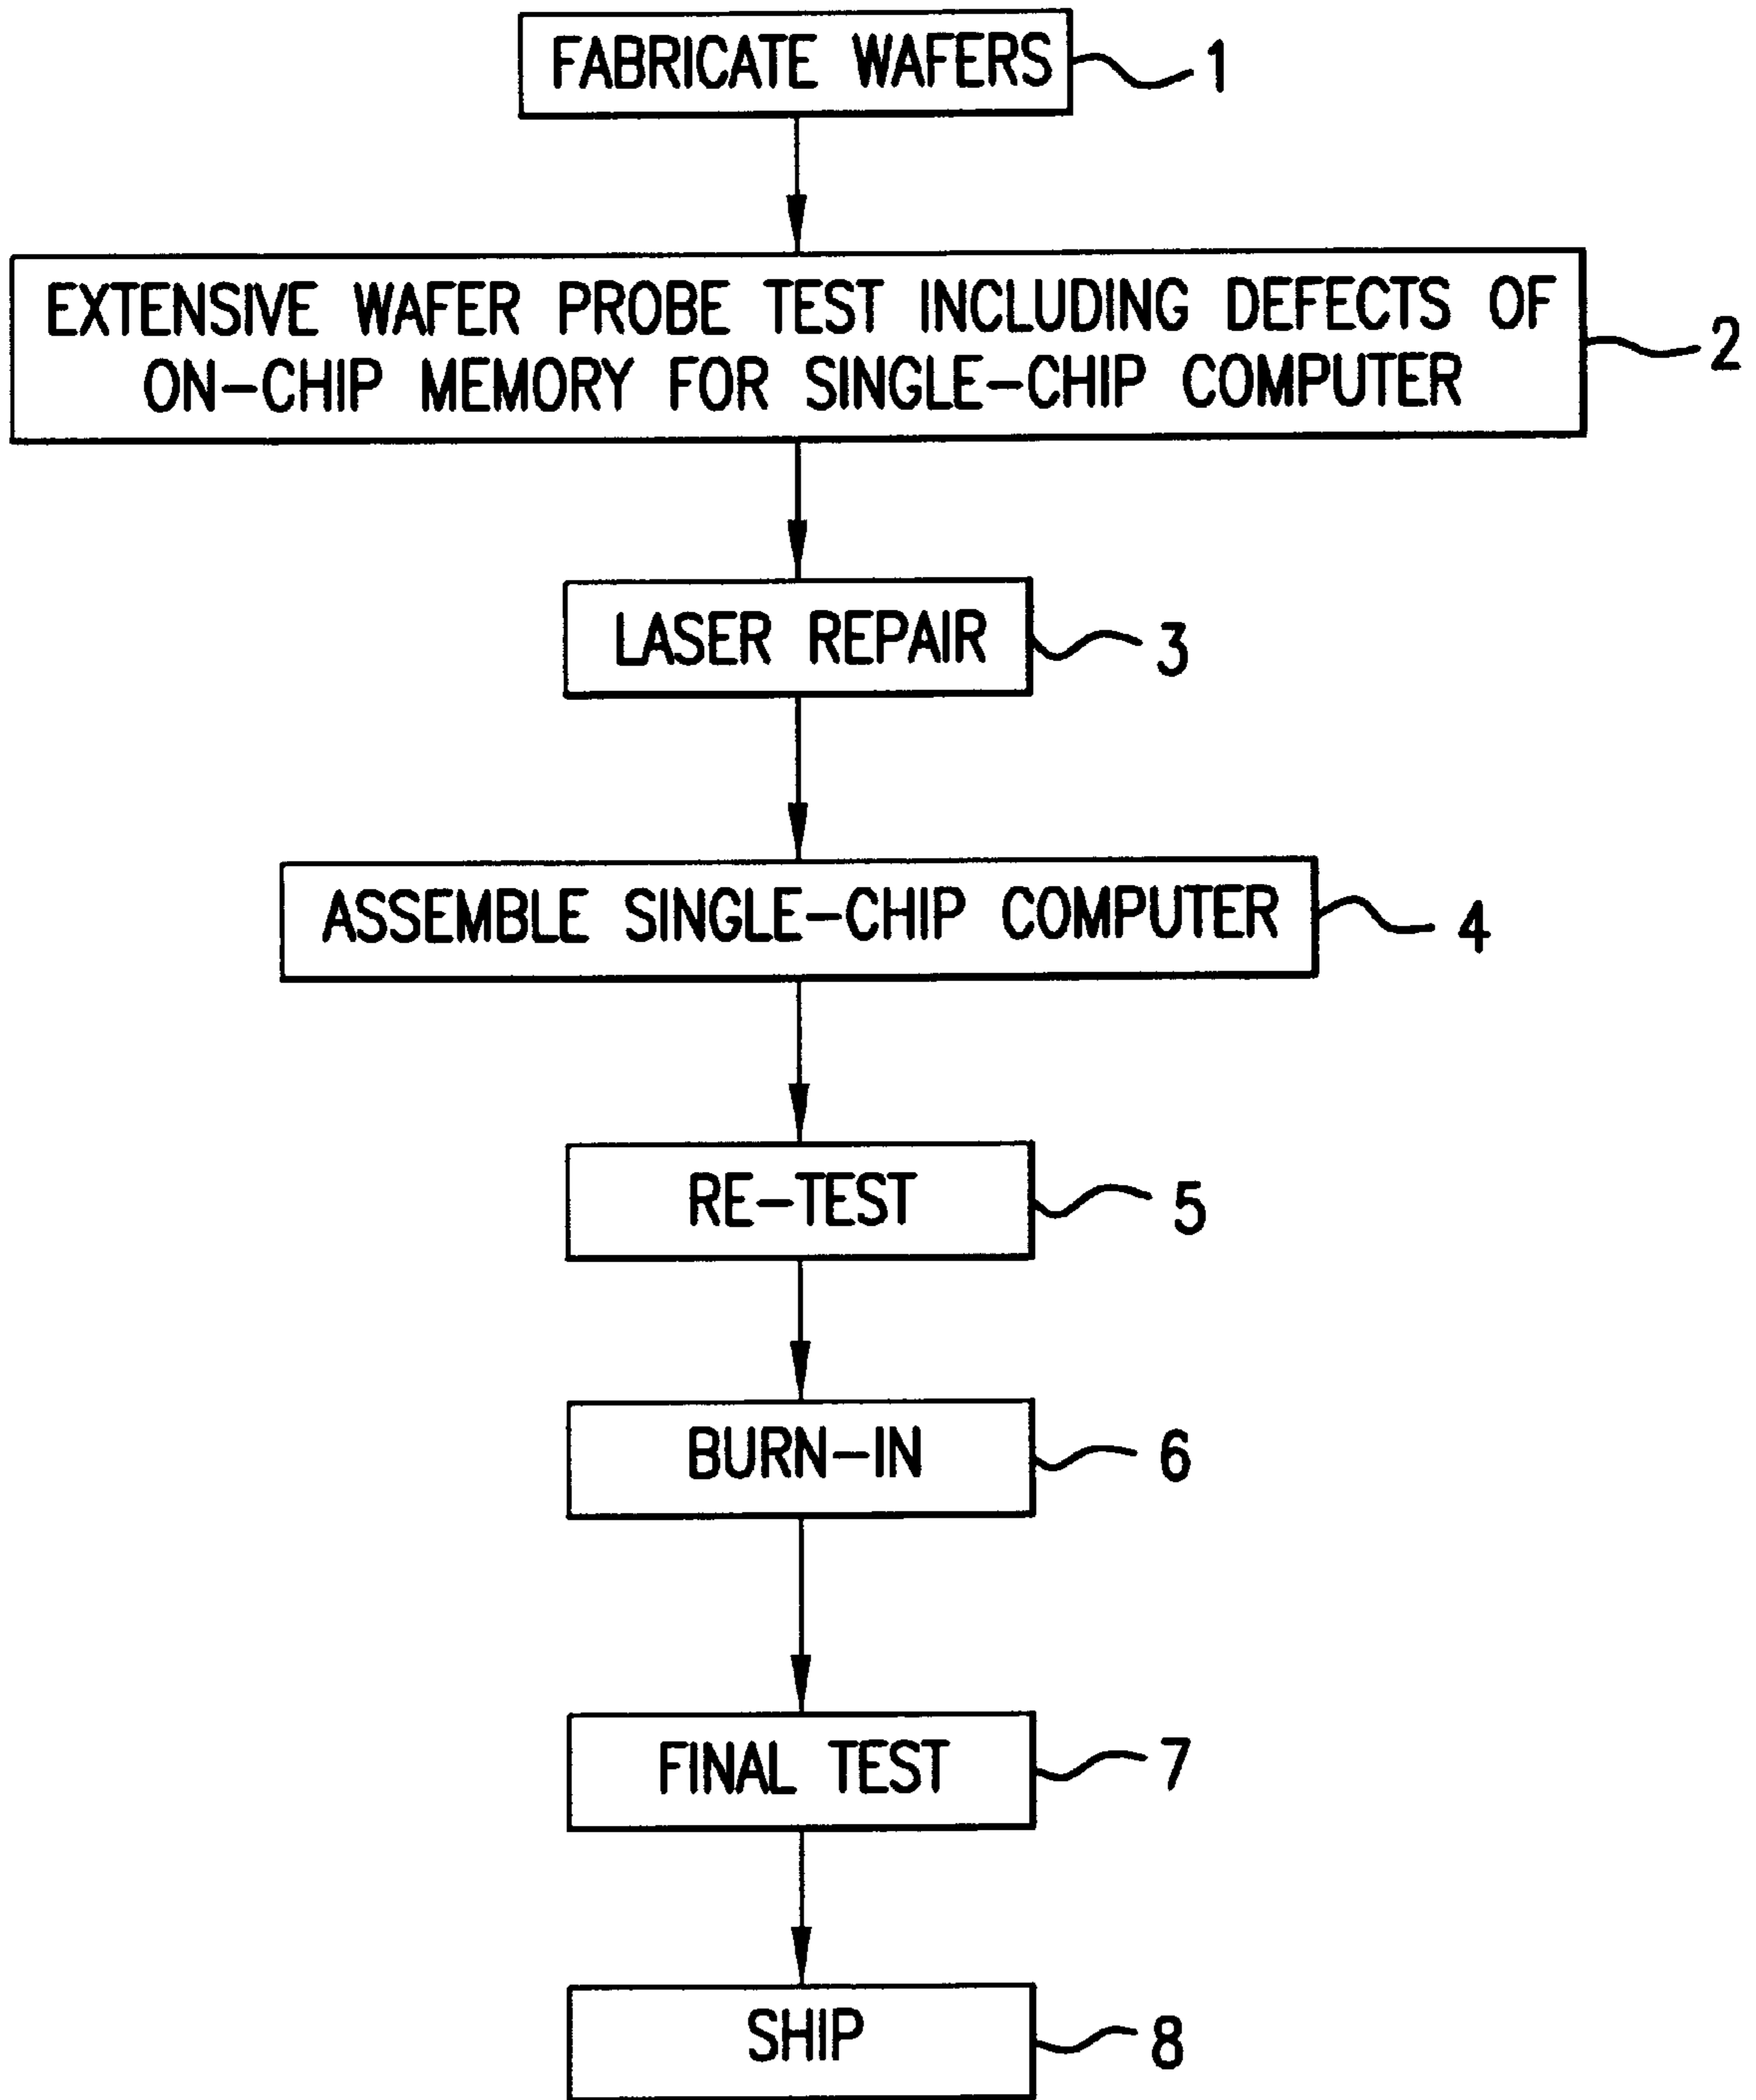 FABRICATE WAFERS
1
EXTENSIVE WAFER PROBE TEST INCLUDING DEFECTS OF
ON-CHIP MEMORY FOR SINGLE-CHIP COMPUTER
2
LASER REPAIR
3
ASSEMBLE SINGLE-CHIP COMPUTER
4
RE-TEST
5
BURN-IN
6
FINAL TEST
7
SHIP
8